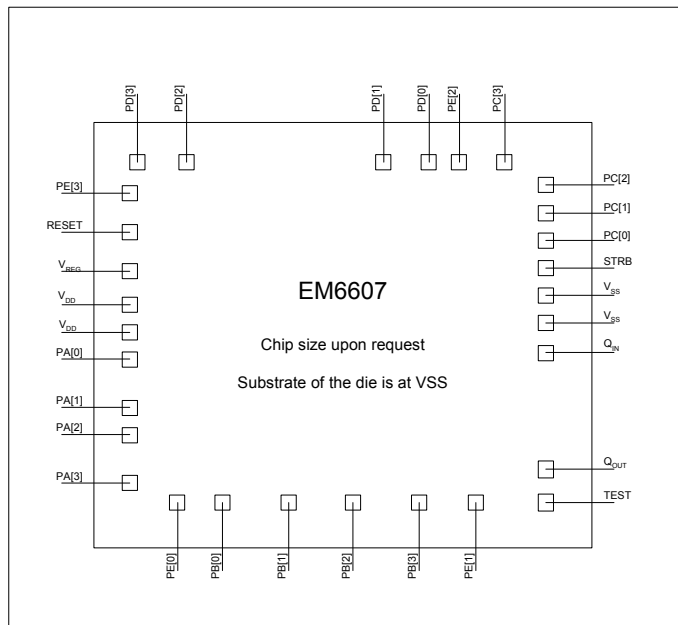 PD[3]
PD[2]
PD[1]
PD[0]
PE[2]
PC[3]
PE[3]
RESET
VREG
VDD
VDD
PA[0]
PA[1]
PA[2]
PA[3]
EM6607
Chip size upon request
Substrate of the die is at VSS
PC[2]
PC[1]
PC[0]
STRB
VSS
VSS
QIN
QOUT
TEST
PE[0]
PB[0]
PB[1]
PB[2]
PB[3]
PE[1]